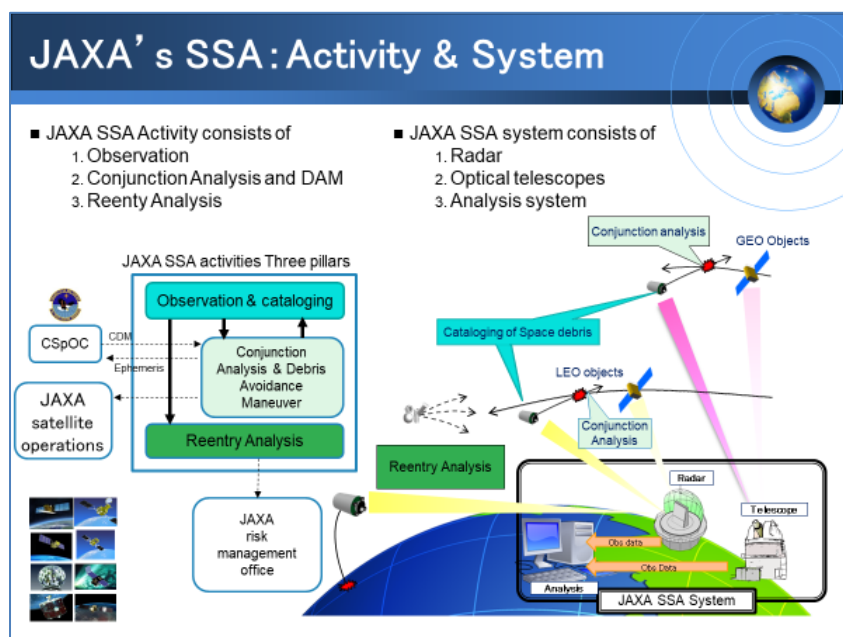 JAXA's SSA: Activity & System
■ JAXA SSA Activity consists of
1. Observation
2. Conjunction Analysis and DAM
3. Reenty Analysis
■ JAXA SSA system consists of
1. Radar
2. Optical telescopes
3. Analysis system
JAXA SSA activities Three pillars
Observation & cataloging
CSpOC
CDM
Ephemeris
Conjunction
Analysis & Debris
Avoidance
Maneuver
JAXA
satellite
operations
Reentry Analysis
JAXA
risk
management
office
Conjunction analysis
GEO Objects
Cataloging of Space debris
LEO objects
Conjunction
Analysis
Reentry Analysis
Radar
Telescope
Obs data
Obs Data
Analysis
JAXA SSA System